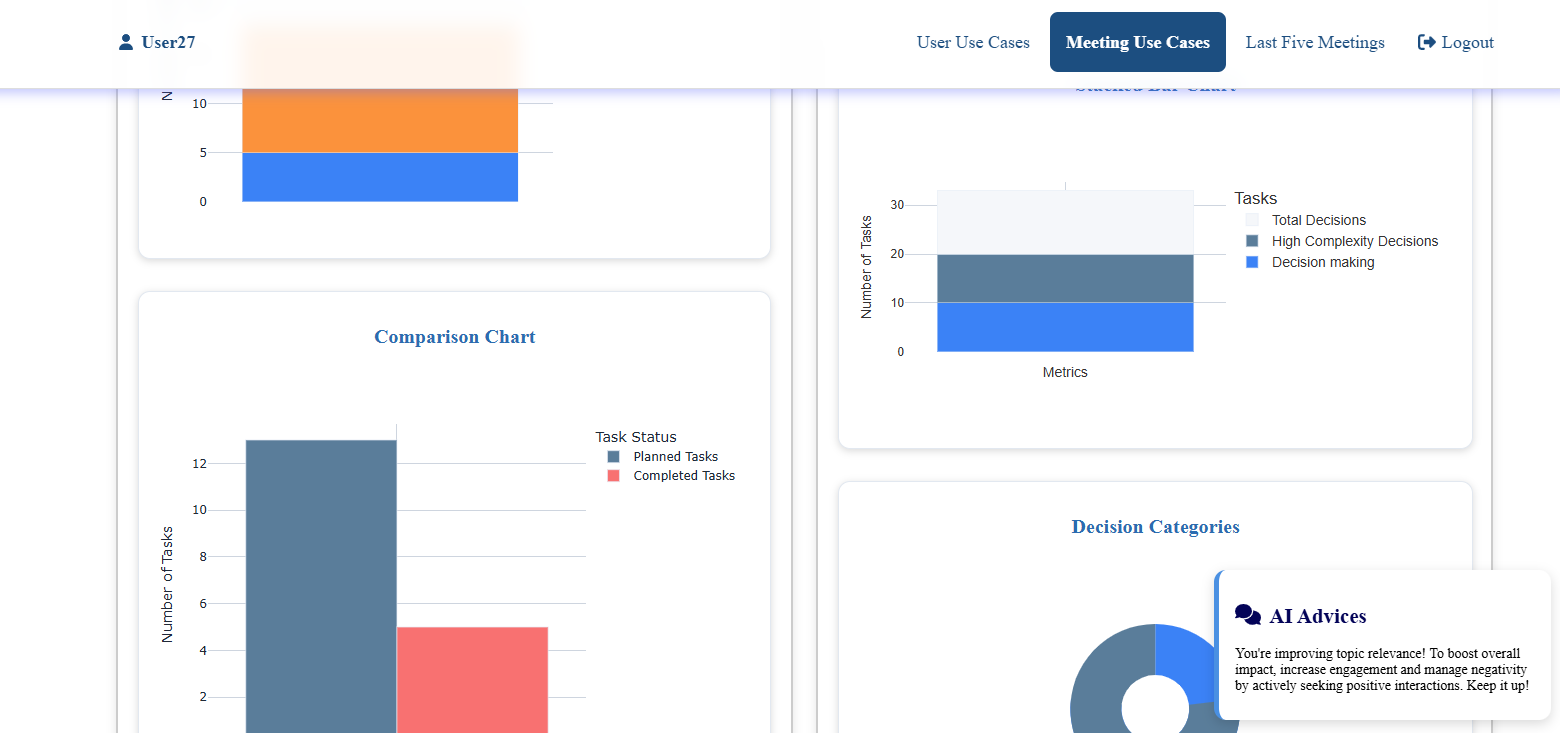 User27
User Use Cases
Meeting Use Cases
Last Five Meetings
Logout
10
5
0
Comparison Chart
Task Status
Planned Tasks
Completed Tasks
Number of Tasks
12
10
8
6
4
2
Stacked Bar Chart
Number of Tasks
30
20
10
0
Metrics
Tasks
Total Decisions
High Complexity Decisions
Decision making
Decision Categories
AI Advices
You're improving topic relevance! To boost overall
impact, increase engagement and manage negativity
by actively seeking positive interactions. Keep it up!